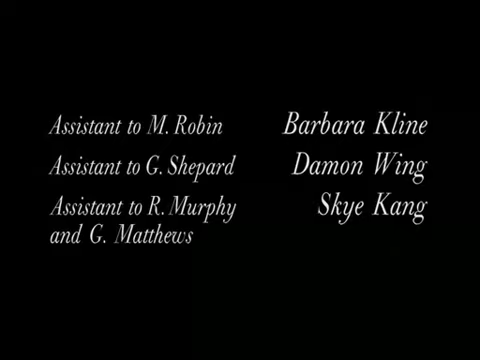 Assistant to M. Robin Barbara Kline
Assistant to G. Shepard Damon Wing
Assistant to R. Murphy Skye Kang
and G. Matthews